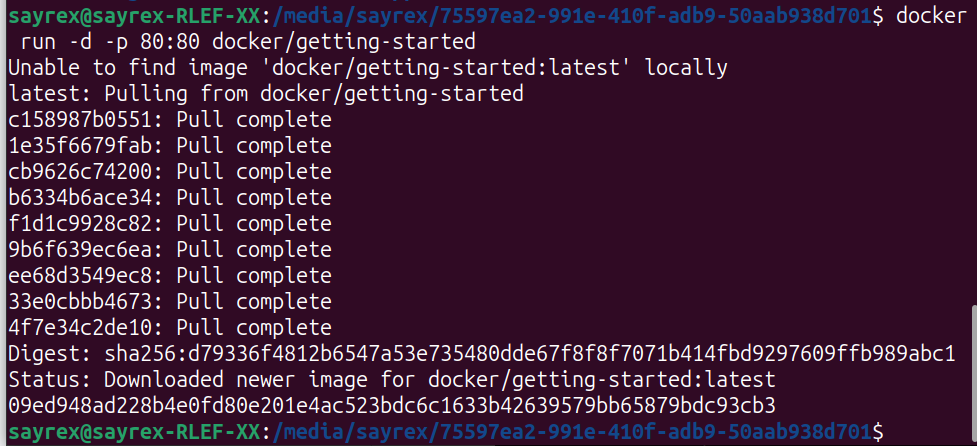 sayrex@sayrex-RLEF-XX:/media/sayrex/75597ea2-991e-410f-adb9-50aab938d701$ docker
run -d -p 80:80 docker/getting-started
Unable to find image 'docker/getting-started:latest' locally
latest: Pulling from docker/getting-started
c158987b0551: Pull complete
1e35f6679fab: Pull complete
cb9626c74200: Pull complete
b6334b6ace34: Pull complete
f1d1c9928c82: Pull complete
9b6f639ec6ea: Pull complete
ee68d3549ec8: Pull complete
33e0cbbb4673: Pull complete
4f7e34c2de10: Pull complete
Digest: sha256:d79336f4812b6547a53e735480dde67f8f8f7071b414fbd9297609ffb989abc1
Status: Downloaded newer image for docker/getting-started:latest
09ed948ad228b4e0fd80e201e4ac523bdc6c1633b42639579bb65879bdc93cb3
sayrex@sayrex-RLEF-XX:/media/sayrex/75597ea2-991e-410f-adb9-50aab938d701$